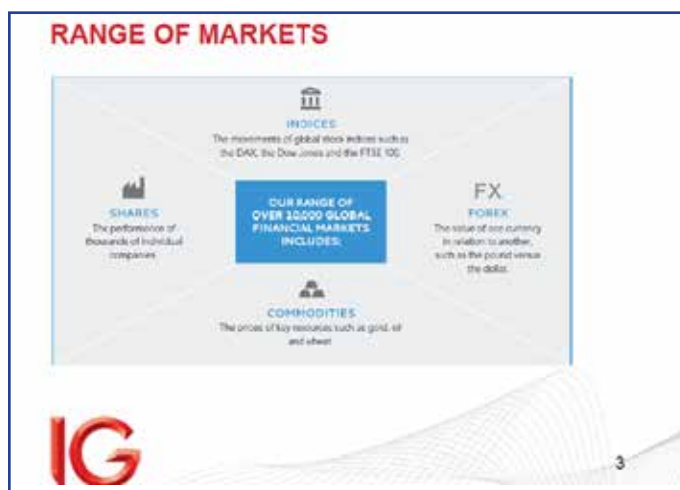 RANGE OF MARKETS
INDICES
The movements of global stock indices such as
the DAX, the Dow Jones and the FTSE 100
SHARES
The performance of
thousands of individual
companies
OUR RANGE OF
OVER 10,000 GLOBAL
FINANCIAL MARKETS
INCLUDES:
FX
FOREX
The value of one currency
in relation to another,
such as the pound versus
the dollar.
COMMODITIES
The prices of key resources such as gold, oil
and wheat
IG
3